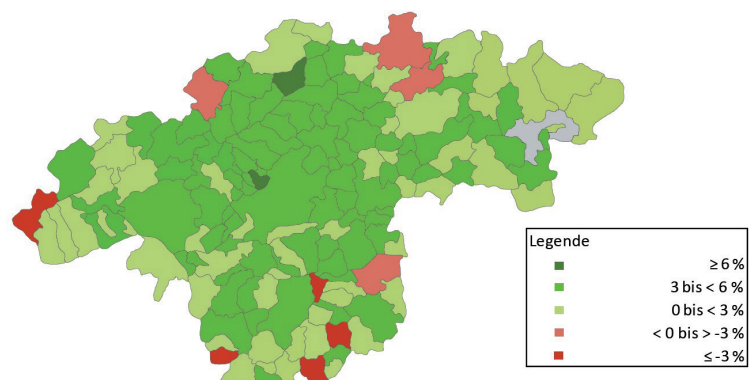 Legende
≥ 6 %
3 bis < 6 %
0 bis < 3 %
< 0 bis > -3 %
≤ -3 %